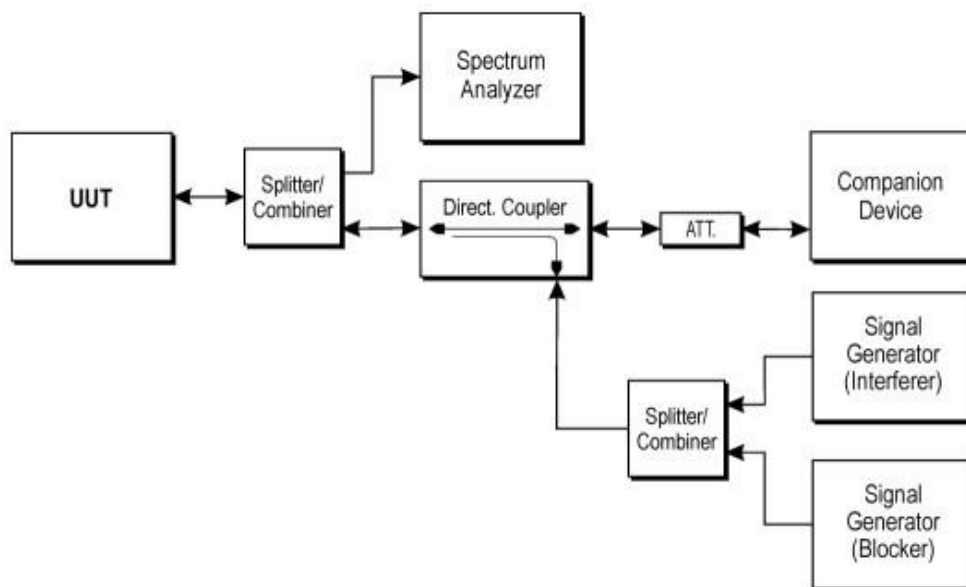 Spectrum
Analyzer
UUT
Splitter/
Combiner
Direct. Coupler
ATT.
Companion
Device
Signal
Generator
(Interferer)
Splitter/
Combiner
Signal
Generator
(Blocker)